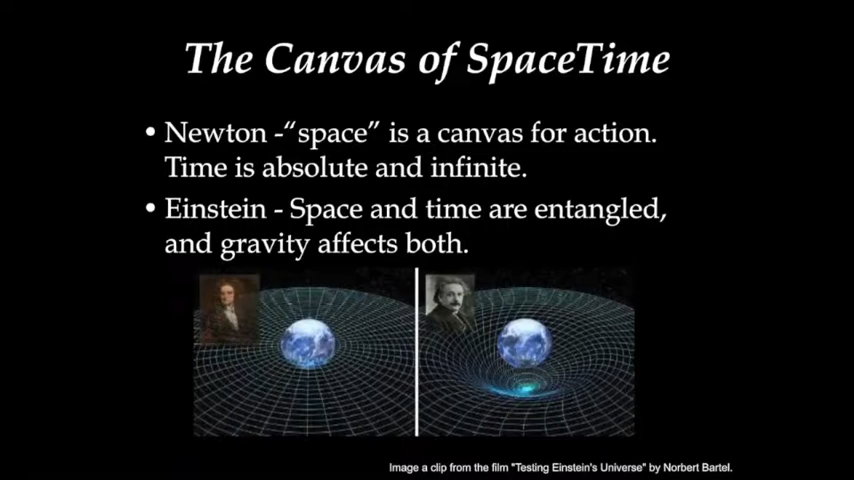 The Canvas of SpaceTime
• Newton -“space” is a canvas for action.
Time is absolute and infinite.
• Einstein - Space and time are entangled,
and gravity affects both.
Image a clip from the film "Testing Einstein's Universe" by Norbert Bartel.